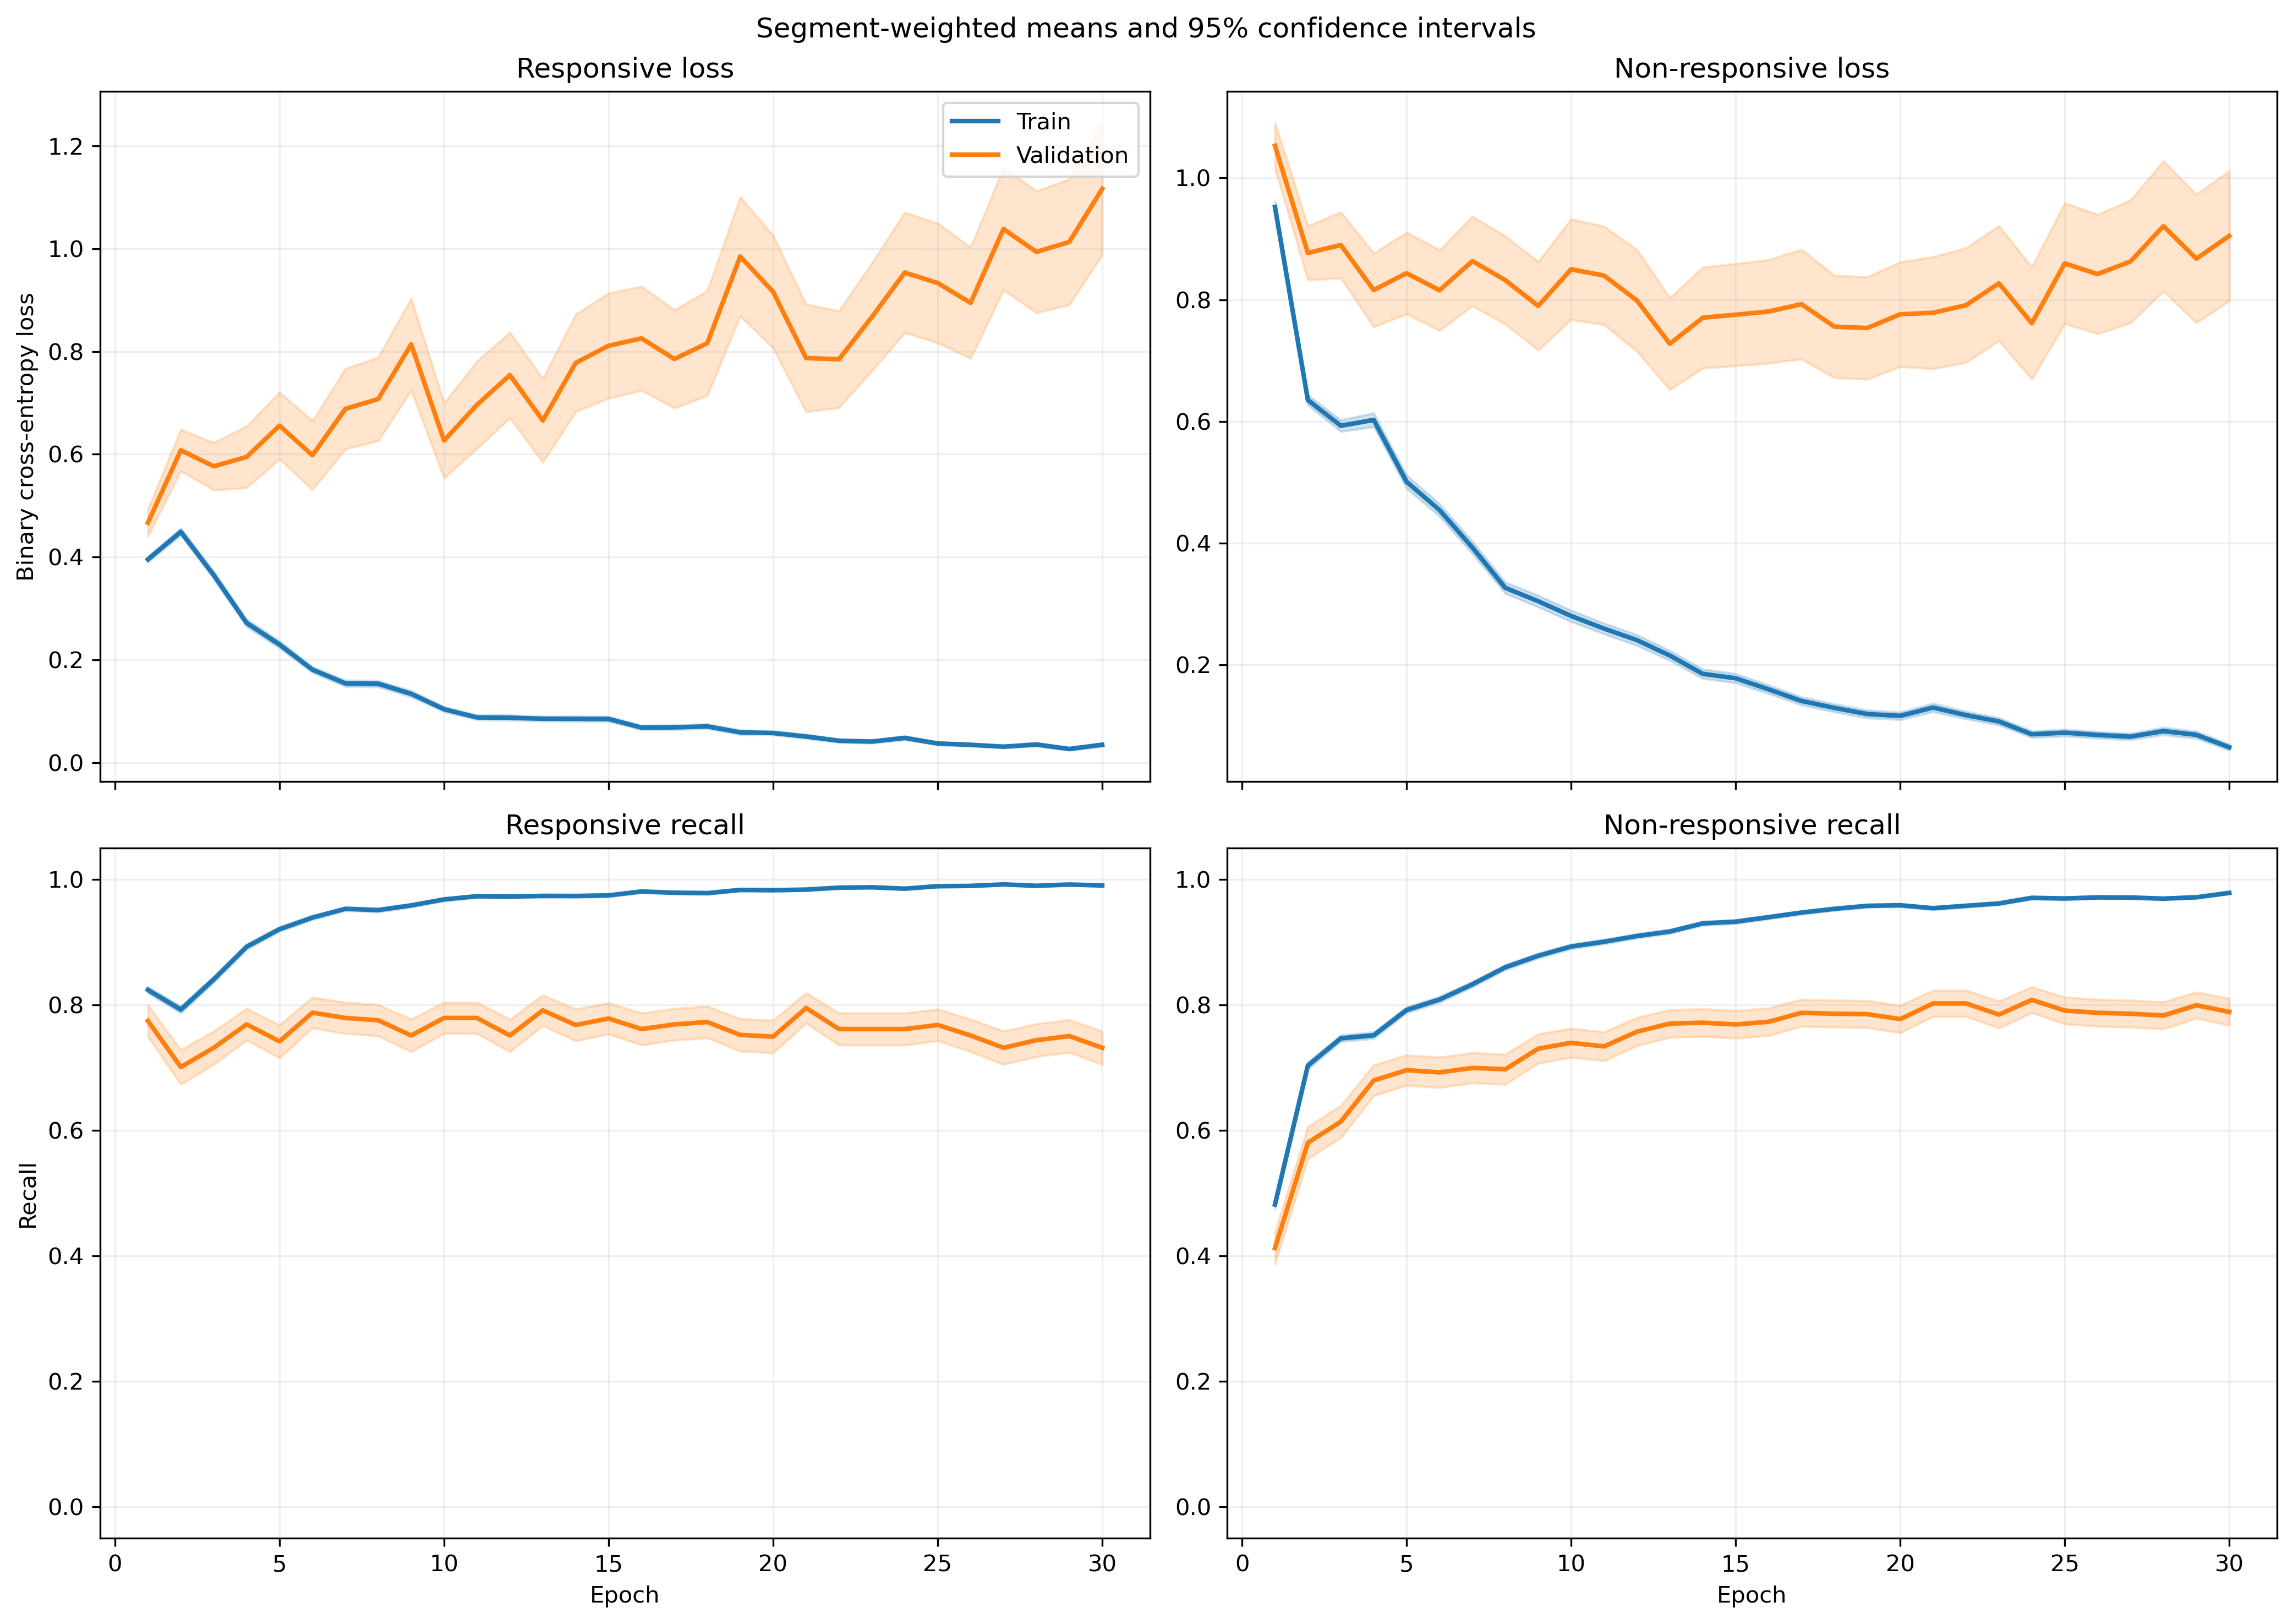 Segment-weighted means and 95% confidence intervals
Responsive loss
Non-responsive loss
Train
Validation
Binary cross-entropy loss
1.2
1.0
0.8
0.6
0.4
0.2
0.0
1.0
0.8
0.6
0.4
0.2
Responsive recall
Non-responsive recall
Recall
1.0
0.8
0.6
0.4
0.2
0.0
0 5 10 15 20 25 30
Epoch
1.0
0.8
0.6
0.4
0.2
0.0
0 5 10 15 20 25 30
Epoch